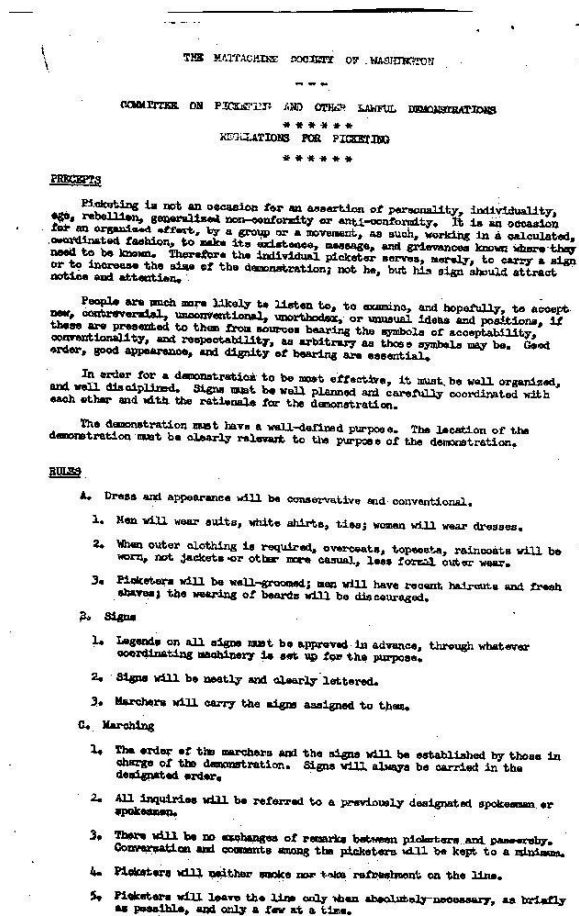 THE MATTACHINE SOCIETY OF WASHINGTON
---
COMMITTEE ON PICKETING AND OTHER LAWFUL DEMONSTRATIONS
******
REGULATIONS FOR PICKETING
******
PRECEPTS
Picketing is not an occasion for an assertion of personality, individuality,
ego, rebellion, generalized non-conformity or anti-conformity. It is an occasion
for an organized effort, by a group or a movement, as such, working in a calculated,
coordinated fashion, to make its existence, message, and grievances known where they
need to be known. Therefore the individual picketer serves, merely, to carry a sign
or to increase the size of the demonstration; not he, but his sign should attract
notice and attention.
People are much more likely to listen to, to examine, and hopefully, to accept
new, controversial, unconventional, unorthodox, or unusual ideas and positions, if
these are presented to them from sources bearing the symbols of acceptability,
conventionality, and respectability, as arbitrary as those symbols may be. Good
order, good appearance, and dignity of bearing are essential.
In order for a demonstration to be most effective, it must be well organized,
and well disciplined. Signs must be well planned and carefully coordinated with
each other and with the rationale for the demonstration.
The demonstration must have a well-defined purpose. The location of the
demonstration must be clearly relevant to the purpose of the demonstration.
RULES
A. Dress and appearance will be conservative and conventional.
1. Men will wear suits, white shirts, ties; women will wear dresses.
2. When outer clothing is required, overcoats, topcoats, raincoats will be
worn, not jackets or other more casual, less formal outer wear.
3. Picketers will be well-groomed; men will have recent haircuts and fresh
shaves; the wearing of beards will be discouraged.
B. Signs
1. Legends on all signs must be approved in advance, through whatever
coordinating machinery is set up for the purpose.
2. Signs will be neatly and clearly lettered.
3. Marchers will carry the signs assigned to them.
C. Marching
1. The order of the marchers and the signs will be established by those in
charge of the demonstration. Signs will always be carried in the
designated order.
2. All inquiries will be referred to a previously designated spokesman or
spokesmen.
3. There will be no exchanges of remarks between picketers and passersby.
Conversation and comments among the picketers will be kept to a minimum.
4. Picketers will neither smoke nor take refreshment on the line.
5. Picketers will leave the line only when absolutely necessary, as briefly
as possible, and only a few at a time.